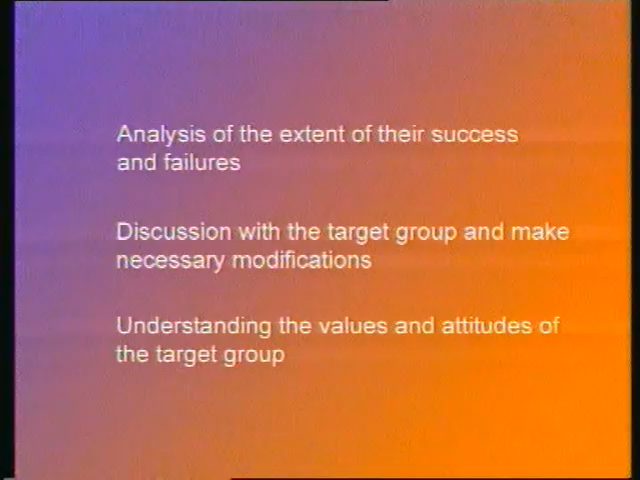 Analysis of the extent of their success
and failures
Discussion with the target group and make
necessary modifications
Understanding the values and attitudes of
the target group